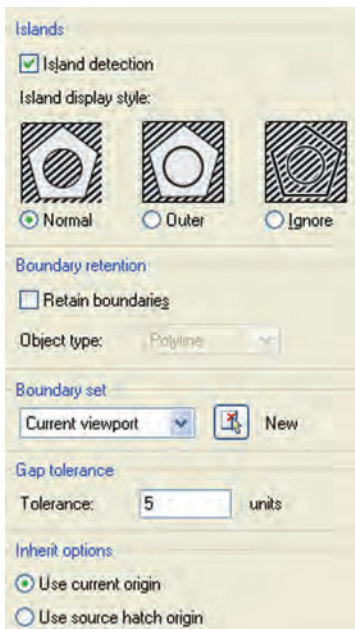 Islands
Island detection
Island display style:
Normal Outer Ignore
Boundary retention
Retain boundaries
Object type: Polyline
Boundary set
Current viewport New
Gap tolerance
Tolerance: 5 units
Inherit options
Use current origin
Use source hatch origin